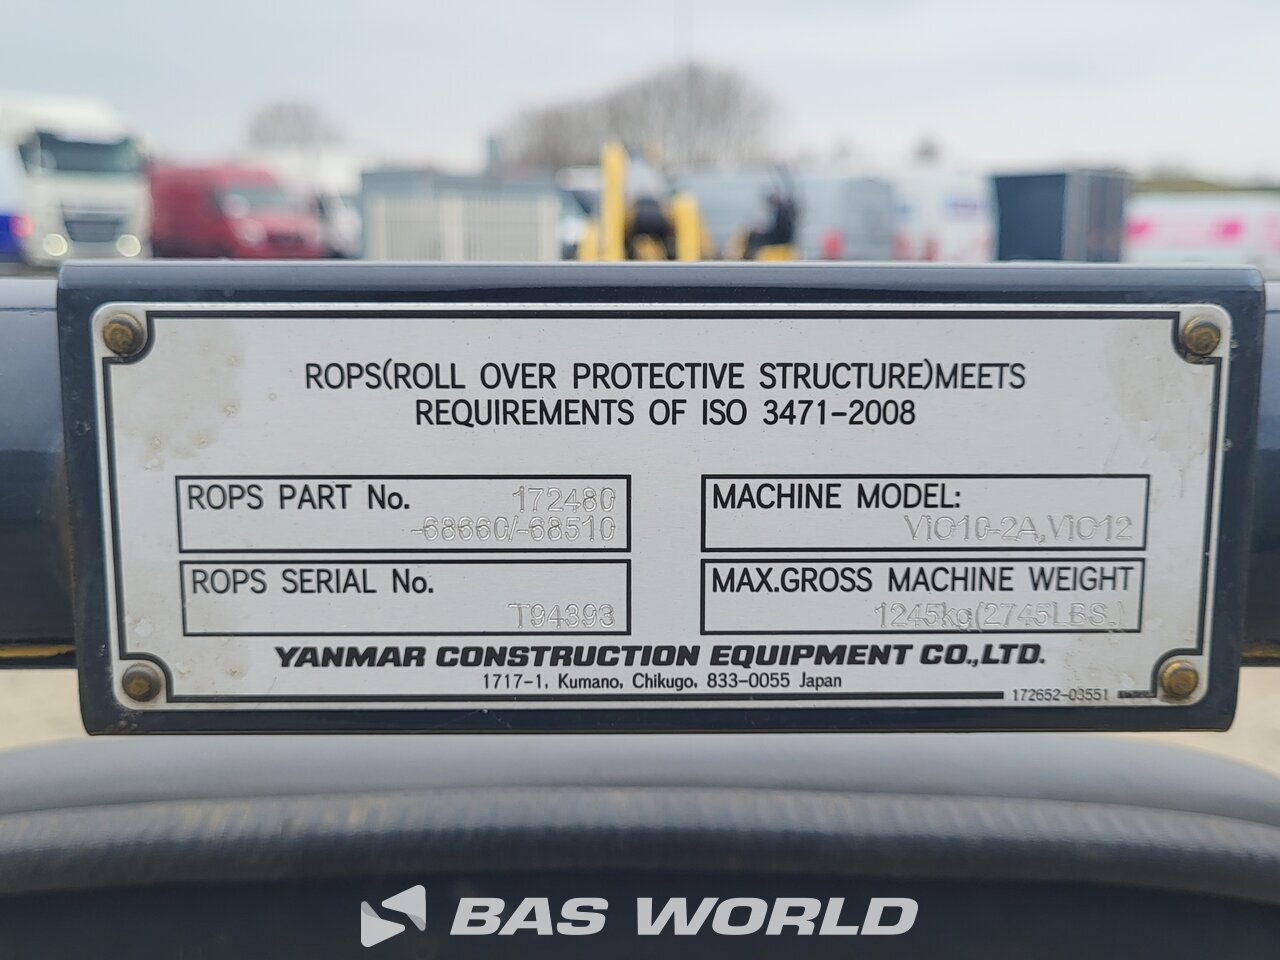 ROPS(ROLL OVER PROTECTIVE STRUCTURE)MEETS
REQUIREMENTS OF ISO 3471-2008
ROPS PART No. 172480
-68660/-68510
MACHINE MODEL:
ViO10-2A,ViO12
ROPS SERIAL No.
T94393
MAX.GROSS MACHINE WEIGHT
1245kg(2745LBS.)
YANMAR CONSTRUCTION EQUIPMENT CO.,LTD.
1717-1, Kumano, Chikugo, 833-0055 Japan
172652-03551
BAS WORLD